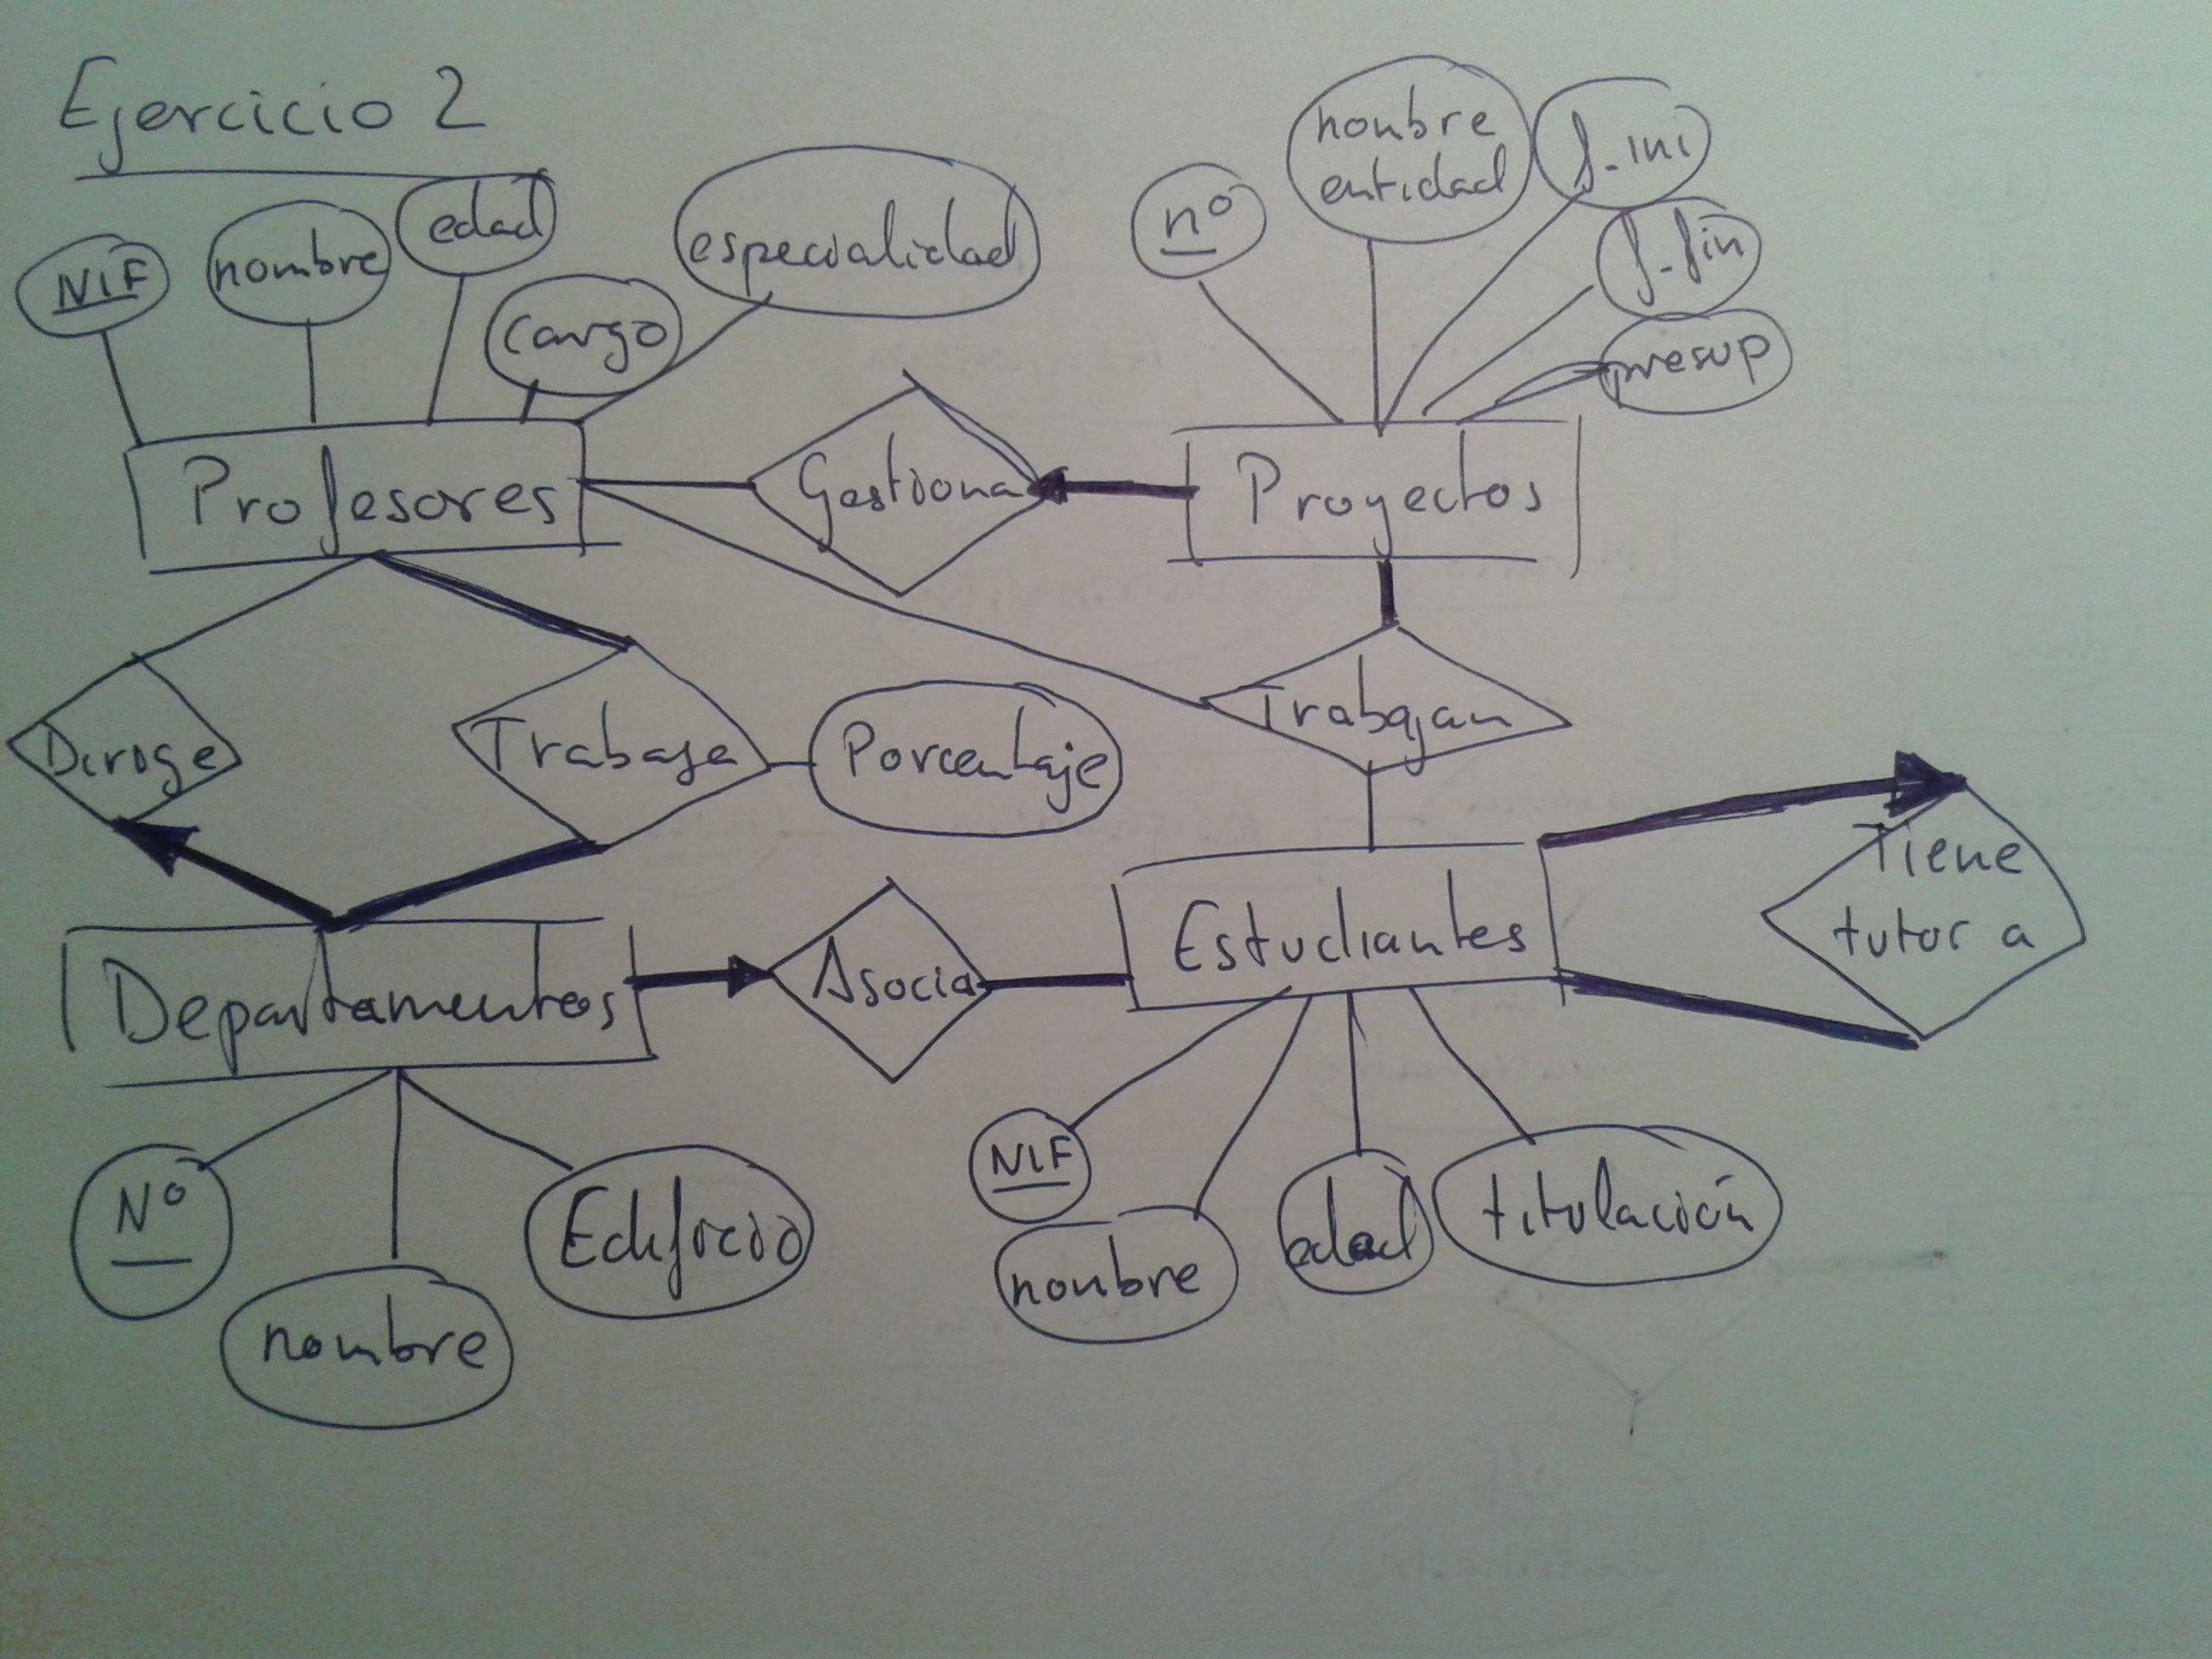 Ejercicio 2
NIF
nombre
edad
cargo
especialidad
nº
nombre
entidad
f-ini
f-fin
presup
Profesores
Gestiona
Proyectos
Dirige
Trabaja
Porcentaje
Trabajan
Tiene
tutor a
Departamentos
Asocia
Estudiantes
Nº
nombre
Edificio
NIF
nombre
edad
titulación